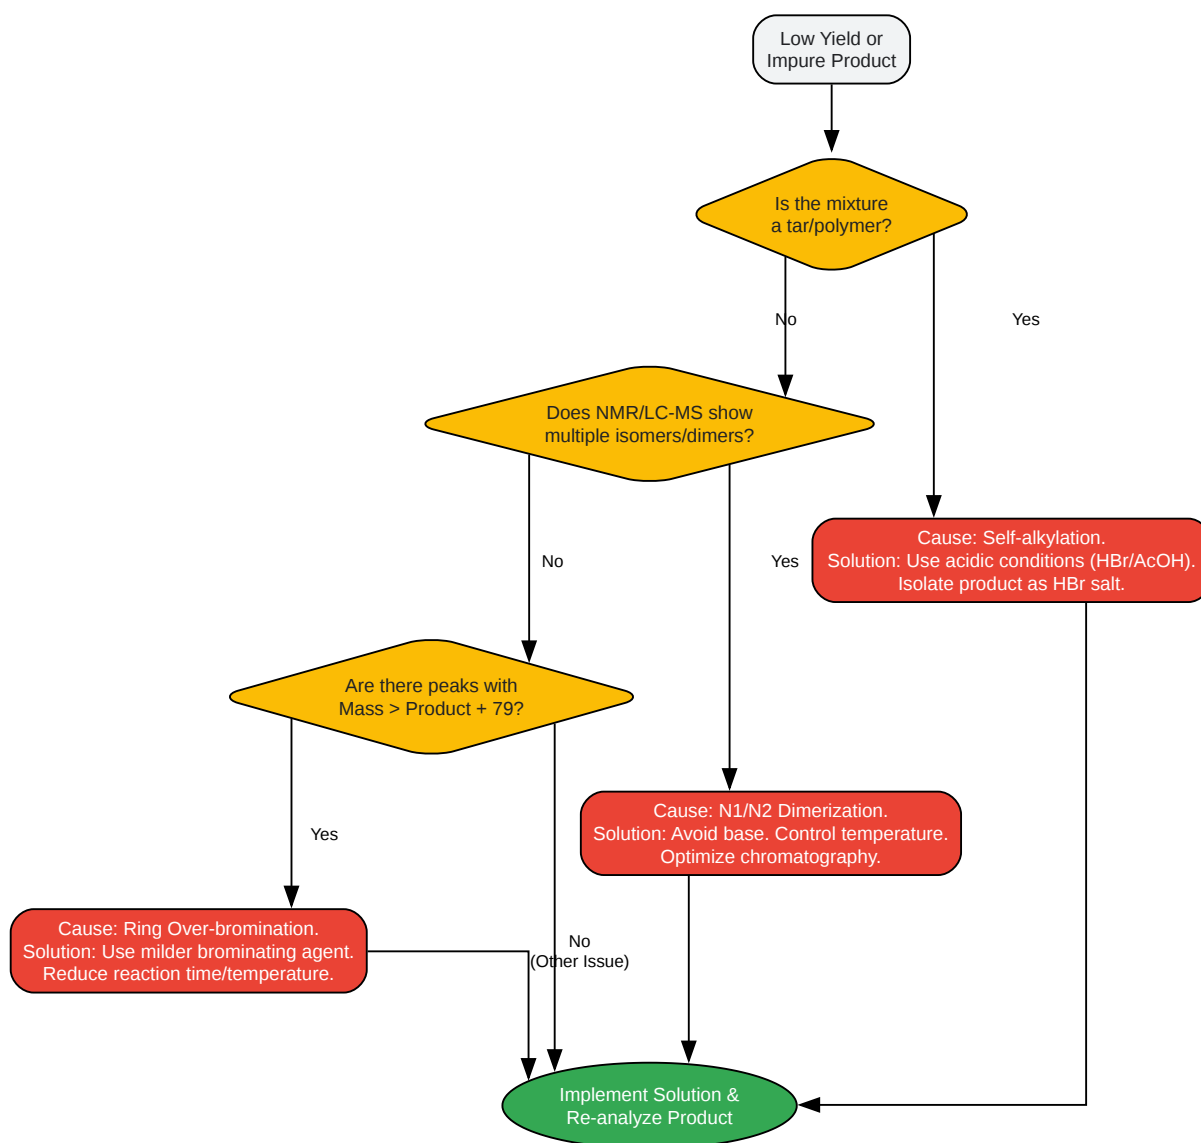 Low Yield or
Impure Product
Is the mixture
a tar/polymer?
No
Yes
Does NMR/LC-MS show
multiple isomers/dimers?
Cause: Self-alkylation.
Solution: Use acidic conditions (HBr/AcOH).
Isolate product as HBr salt.
No
Yes
Are there peaks with
Mass > Product + 79?
Cause: N1/N2 Dimerization.
Solution: Avoid base. Control temperature.
Optimize chromatography.
Yes
Cause: Ring Over-bromination.
Solution: Use milder brominating agent.
Reduce reaction time/temperature.
No
(Other Issue)
Implement Solution &
Re-analyze Product